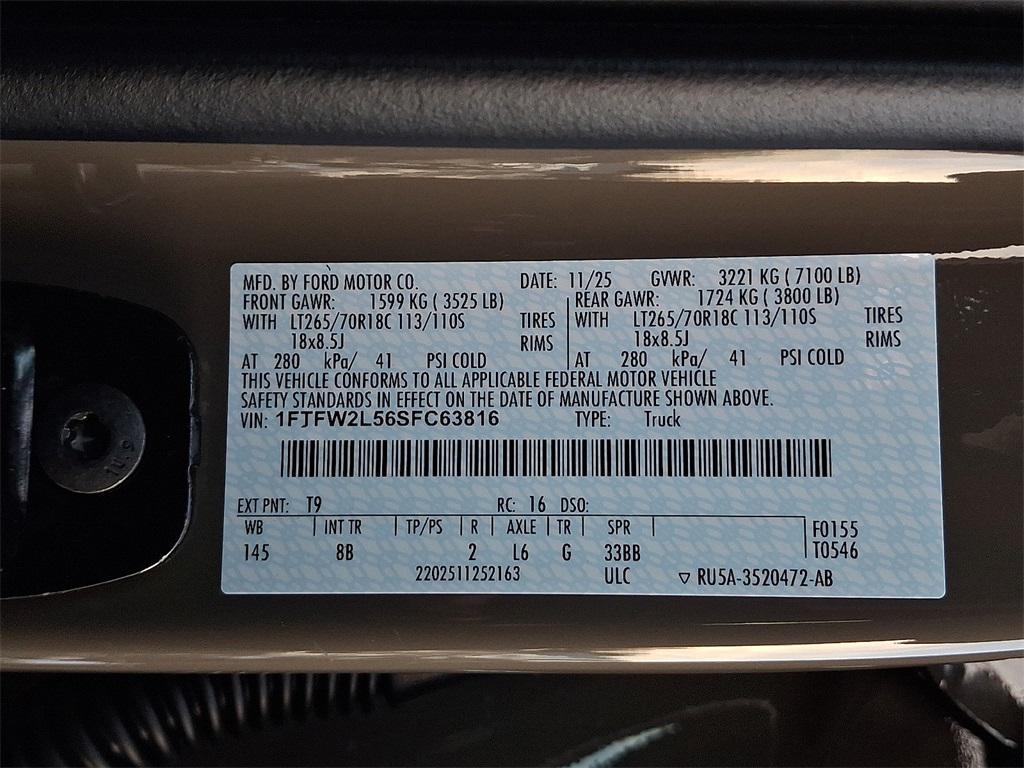 MFD. BY FORD MOTOR CO. DATE: 11/25 GVWR: 3221 KG ( 7100 LB)
FRONT GAWR: 1599 KG ( 3525 LB) REAR GAWR: 1724 KG ( 3800 LB)
WITH LT265/70R18C 113/110S TIRES WITH LT265/70R18C 113/110S TIRES
18x8.5J RIMS 18x8.5J RIMS
AT 280 kPa/ 41 PSI COLD AT 280 kPa/ 41 PSI COLD
THIS VEHICLE CONFORMS TO ALL APPLICABLE FEDERAL MOTOR VEHICLE
SAFETY STANDARDS IN EFFECT ON THE DATE OF MANUFACTURE SHOWN ABOVE.
VIN: 1FTFW2L56SFC63816 TYPE: Truck
EXT PNT: T9 RC: 16 DSO:
WB INT TR TP/PS R AXLE TR SPR F0155
145 8B 2 L6 G 33BB T0546
2202511252163 ULC ▽ RU5A-3520472-AB
10.9